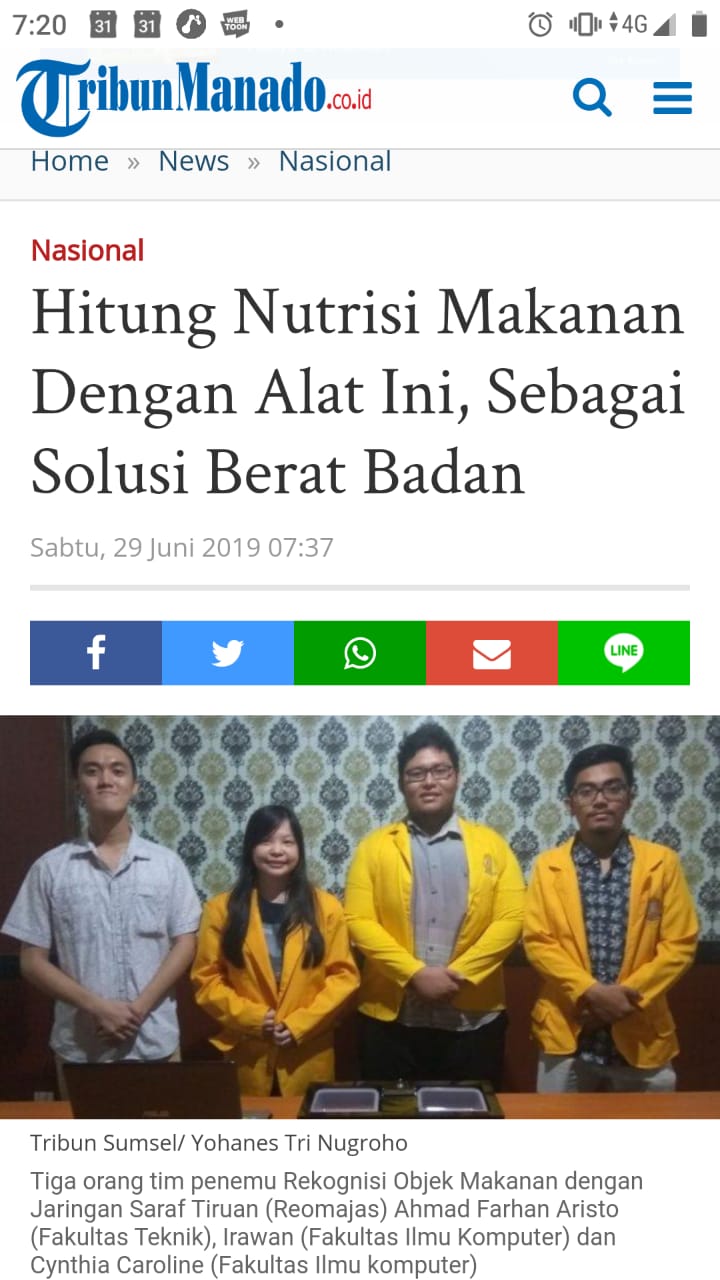 7:20 31 31 WEB TOON 4G
TribunManado.co.id
Home » News » Nasional
Nasional
Hitung Nutrisi Makanan
Dengan Alat Ini, Sebagai
Solusi Berat Badan
Sabtu, 29 Juni 2019 07:37
f LINE
Tribun Sumsel/ Yohanes Tri Nugroho
Tiga orang tim penemu Rekognisi Objek Makanan dengan
Jaringan Saraf Tiruan (Reomajas) Ahmad Farhan Aristo
(Fakultas Teknik), Irawan (Fakultas Ilmu Komputer) dan
Cynthia Caroline (Fakultas Ilmu komputer)